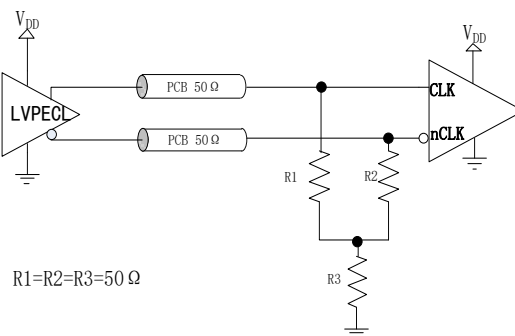 VDD
VDD
LVPECL
PCB 50Ω
CLK
PCB 50Ω
nCLK
R1
R2
R3
R1=R2=R3=50Ω